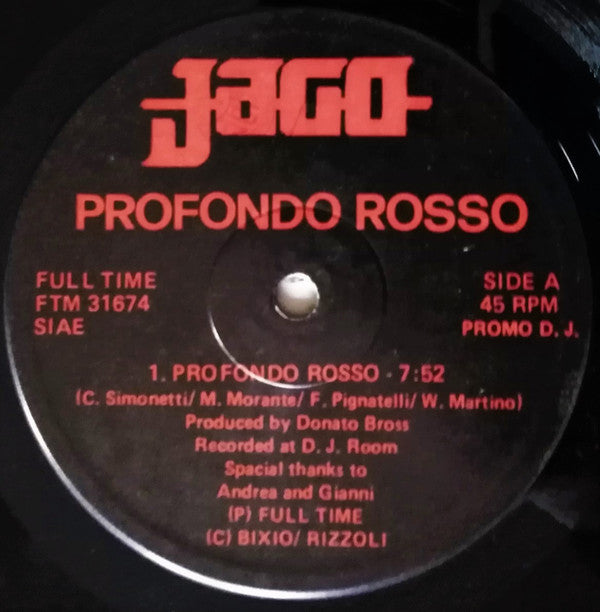 JAGO
PROFONDO ROSSO
FULL TIME
FTM 31674
SIAE
SIDE A
45 RPM
PROMO D. J.
1. PROFONDO ROSSO - 7:52
(C. Simonetti/ M. Morante/ F. Pignatelli/ W. Martino)
Produced by Donato Bross
Recorded at D. J. Room
Spacial thanks to
Andrea and Gianni
(P) FULL TIME
(C) BIXIO/ RIZZOLI